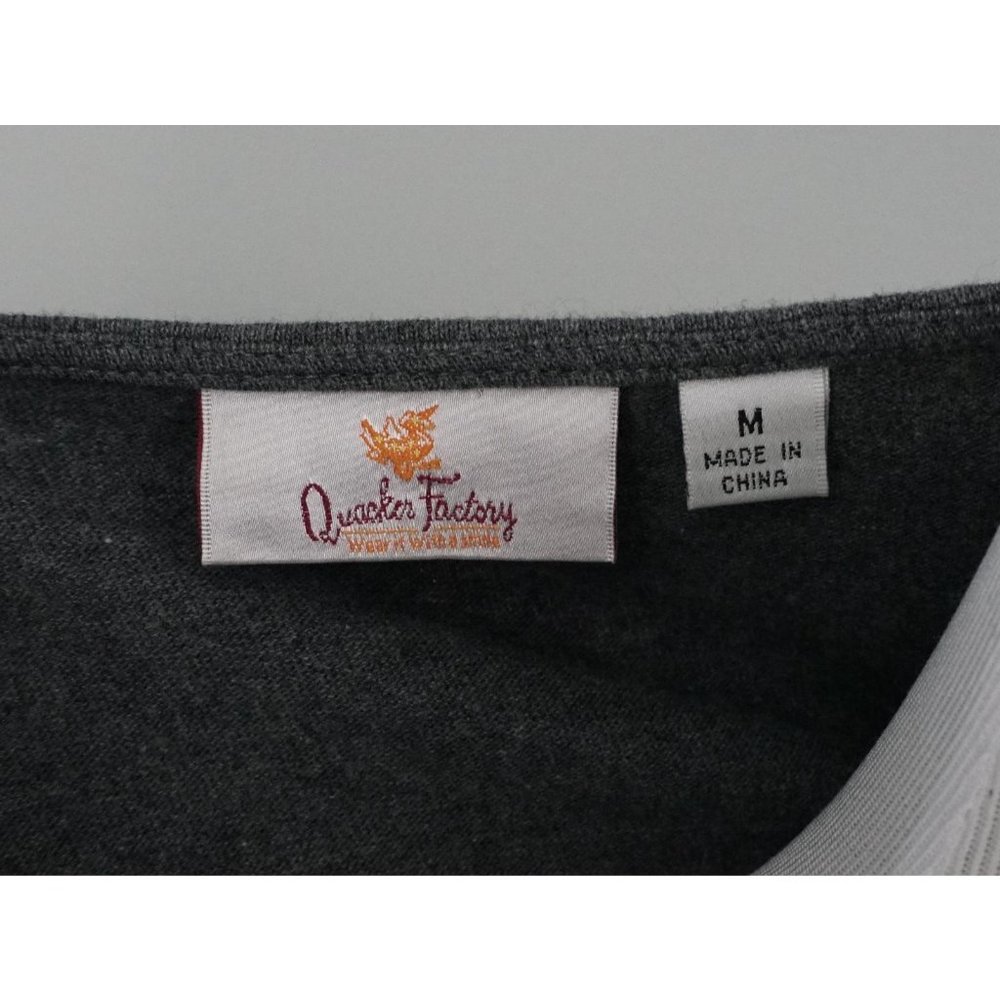 Quacker Factory
Wear it with a smile
M
MADE IN
CHINA